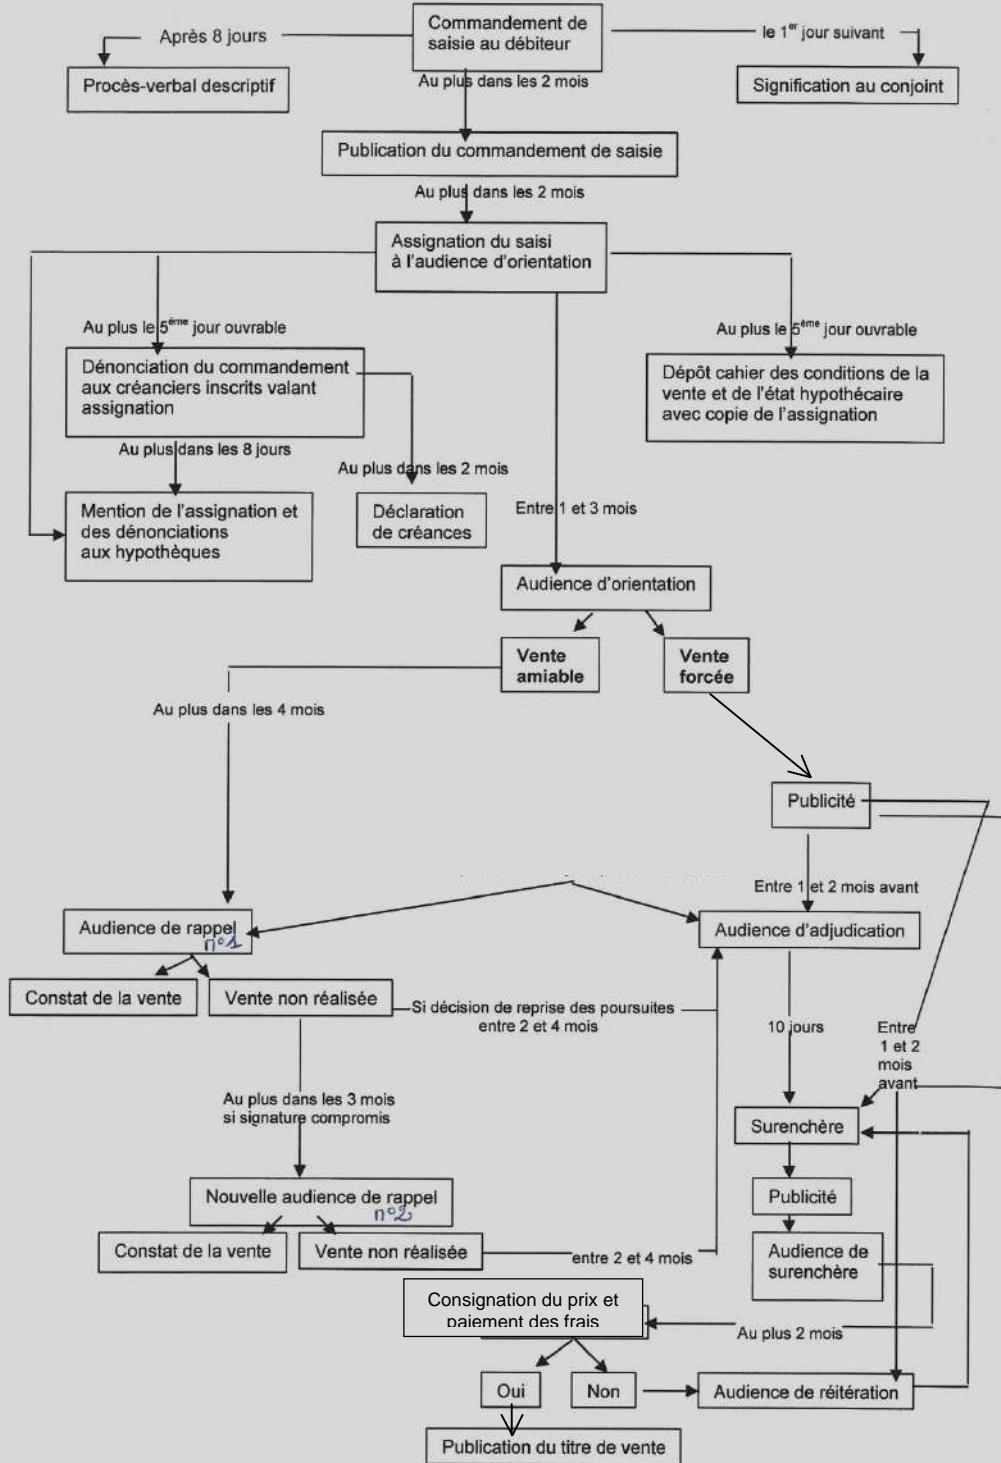 Commandement de
saisie au débiteur
Après 8 jours
le 1er jour suivant
Procès-verbal descriptif
Au plus dans les 2 mois
Signification au conjoint
Publication du commandement de saisie
Au plus dans les 2 mois
Assignation du saisi
à l'audience d'orientation
Au plus le 5ème jour ouvrable
Au plus le 5ème jour ouvrable
Dénonciation du commandement
aux créanciers inscrits valant
assignation
Dépôt cahier des conditions de la
vente et de l'état hypothécaire
avec copie de l'assignation
Au plus dans les 8 jours
Au plus dans les 2 mois
Mention de l'assignation et
des dénonciations
aux hypothèques
Déclaration
de créances
Entre 1 et 3 mois
Audience d'orientation
Vente
amiable
Vente
forcée
Au plus dans les 4 mois
Publicité
Entre 1 et 2 mois avant
Audience de rappel
n°1
Audience d'adjudication
Constat de la vente
Vente non réalisée
Si décision de reprise des poursuites
entre 2 et 4 mois
10 jours
Entre
1 et 2
mois
avant
Au plus dans les 3 mois
si signature compromis
Surenchère
Nouvelle audience de rappel
n°2
Publicité
Constat de la vente
Vente non réalisée
entre 2 et 4 mois
Audience de
surenchère
Consignation du prix et
paiement des frais
Au plus 2 mois
Oui
Non
Audience de réitération
Publication du titre de vente